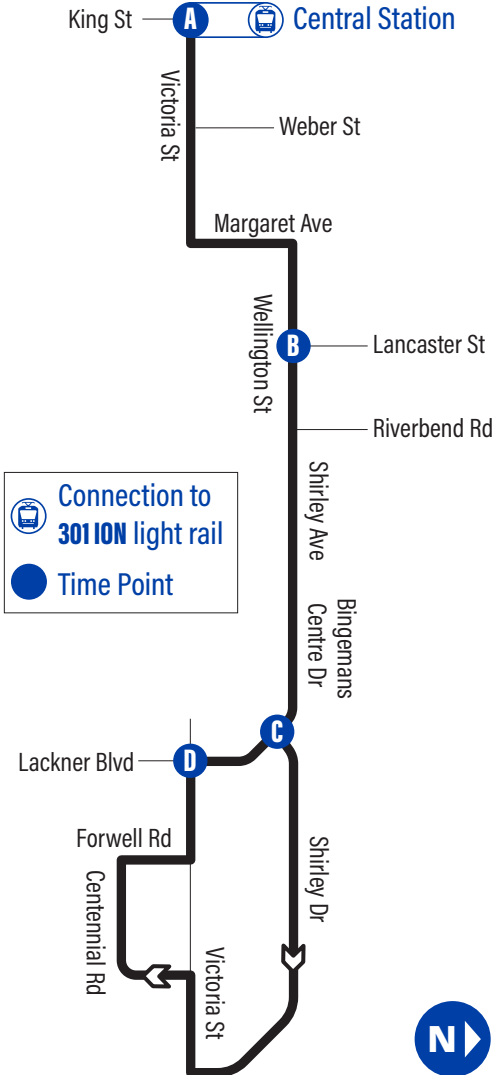 King St
A
Central Station
Victoria St
Weber St
Margaret Ave
Wellington St
B
Lancaster St
Riverbend Rd
Connection to
301 ION light rail
Time Point
Shirley Ave
Bingemans
Centre Dr
C
D
Lackner Blvd
Forwell Rd
Centennial Rd
Shirley Dr
Victoria St
N